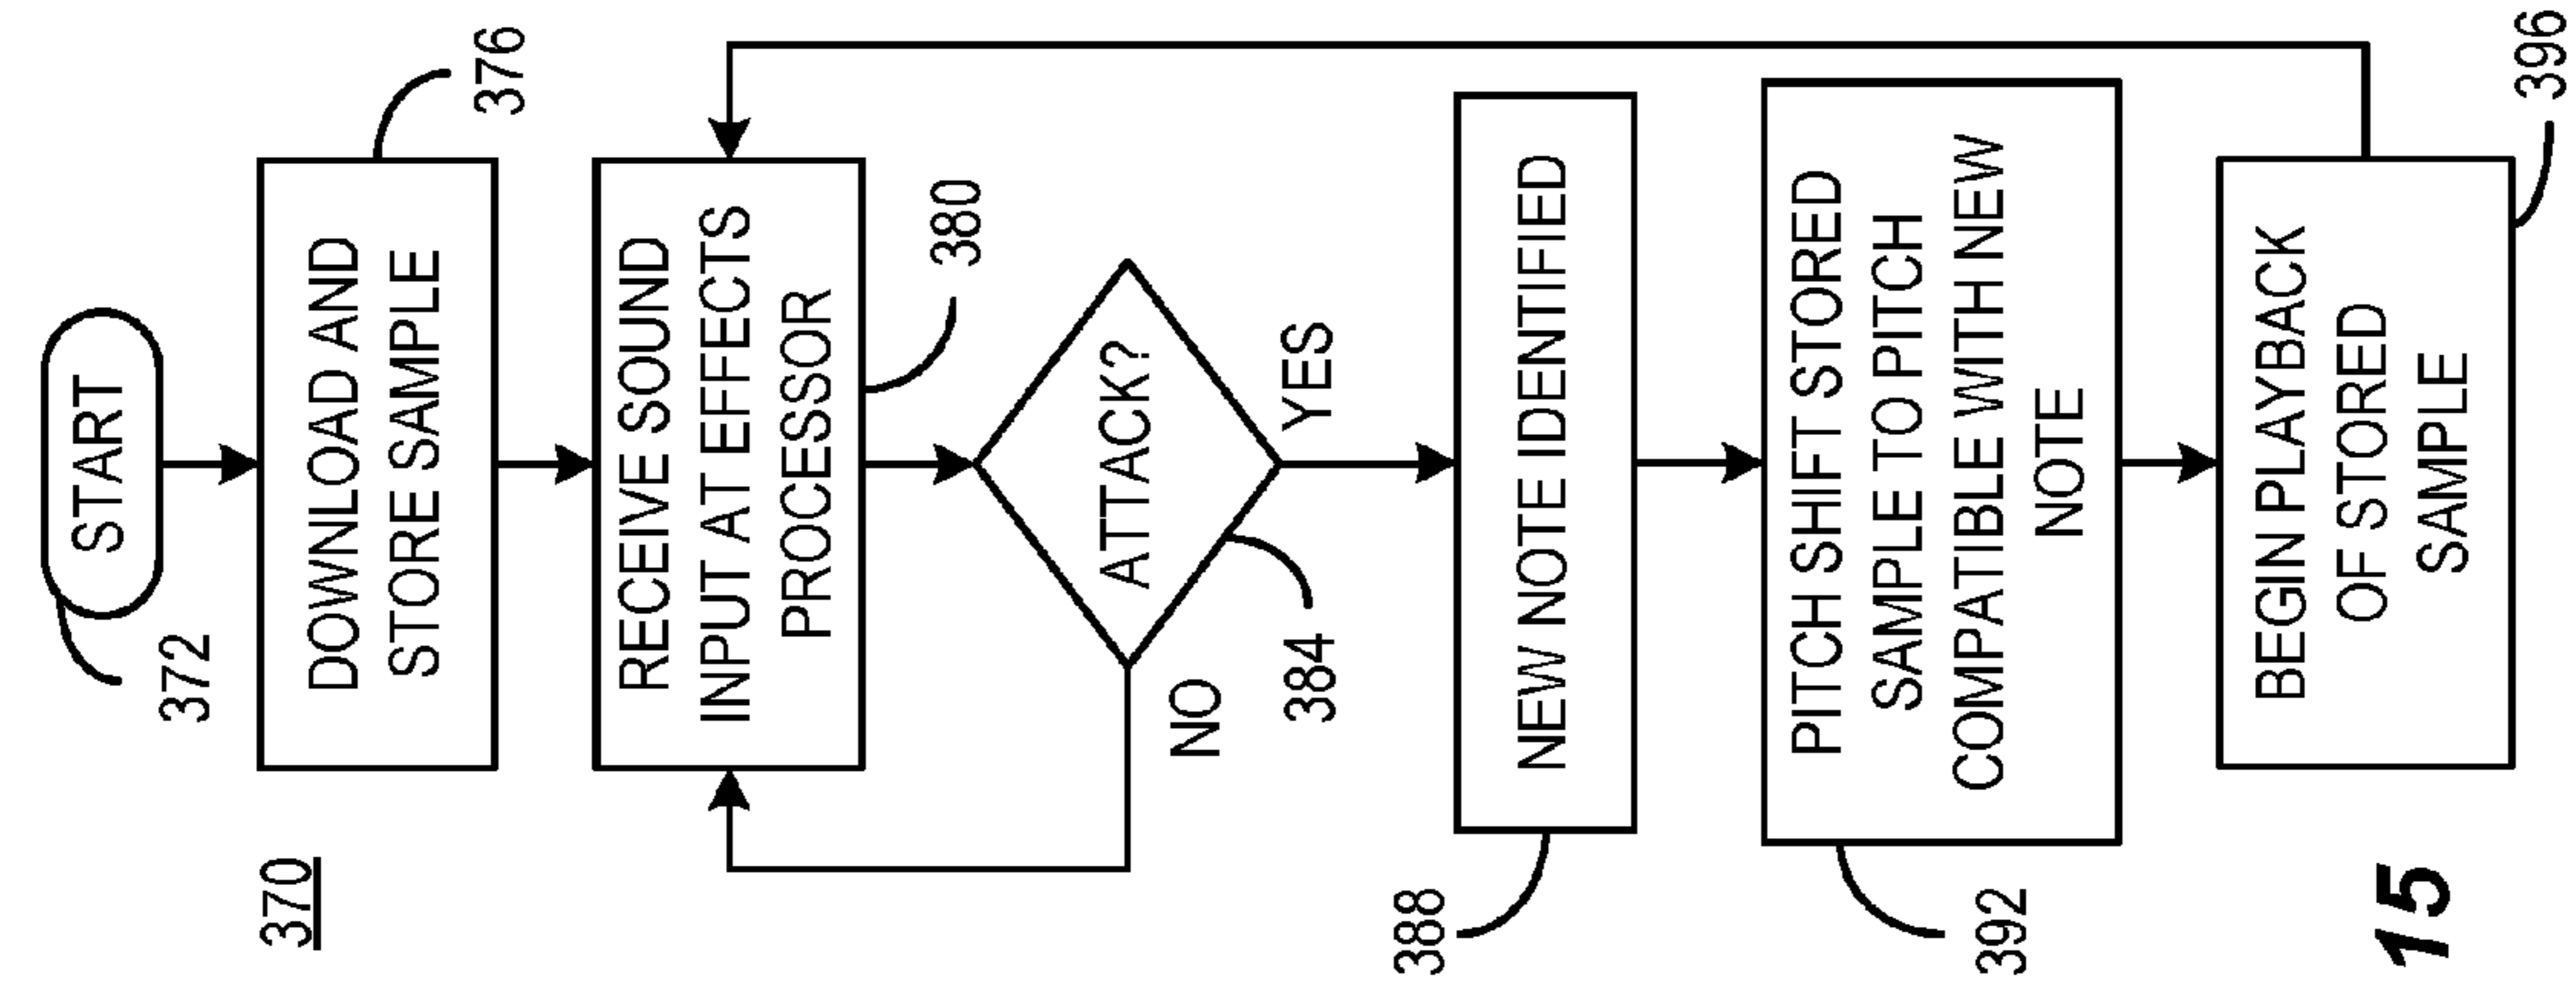 370
START
372
DOWNLOAD AND
STORE SAMPLE
376
RECEIVE SOUND
INPUT AT EFFECTS
PROCESSOR
380
ATTACK?
NO
384
YES
NEW NOTE IDENTIFIED
388
PITCH SHIFT STORED
SAMPLE TO PITCH
COMPATIBLE WITH NEW
NOTE
392
BEGIN PLAYBACK
OF STORED
SAMPLE
396
15